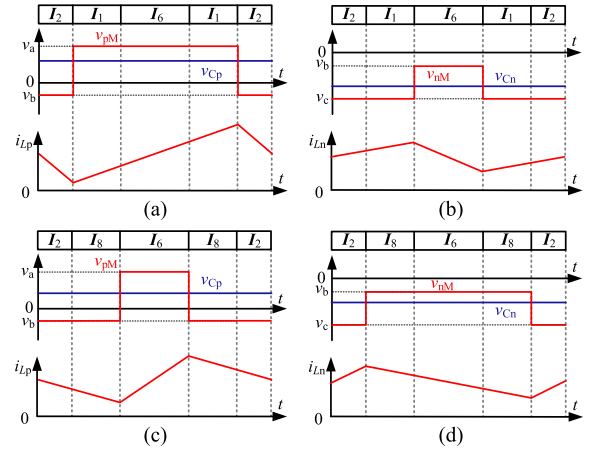 I2 I1 I6 I1 I2
va
vpM
vCp
0
t
vb
iLp
0
t
(a)
I2 I1 I6 I1 I2
0
t
vb
vnM
vCn
vc
iLn
0
t
(b)
I2 I8 I6 I8 I2
va
vpM
vCp
0
t
vb
iLp
0
t
(c)
I2 I8 I6 I8 I2
0
t
vb
vnM
vCn
vc
iLn
0
t
(d)